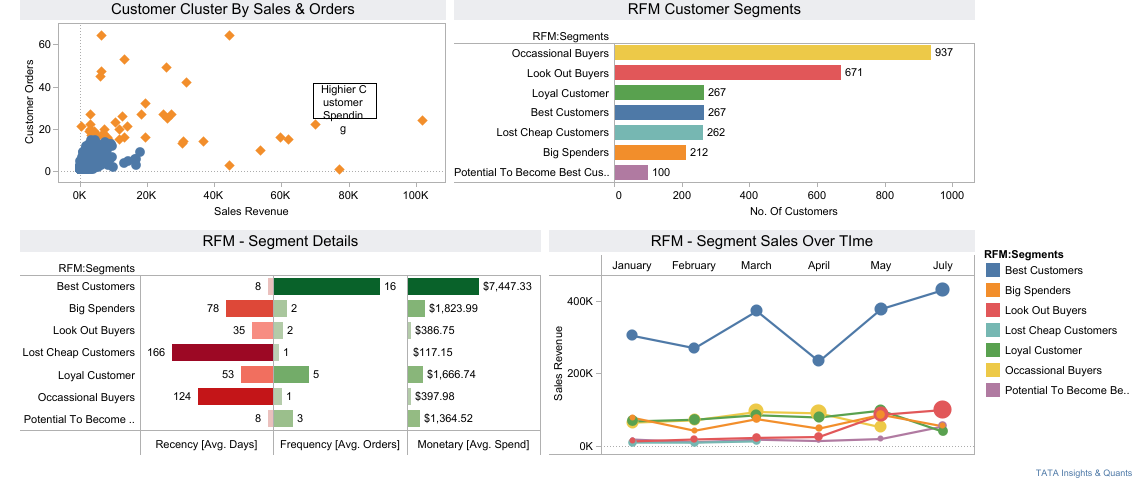 Customer Cluster By Sales & Orders
RFM Customer Segments
Customer Orders
60
40
20
0
Highier C
ustomer
Spendin
g
0K
20K
40K
60K
80K
100K
Sales Revenue
RFM:Segments
Occassional Buyers
937
Look Out Buyers
671
Loyal Customer
267
Best Customers
267
Lost Cheap Customers
262
Big Spenders
212
Potential To Become Best Cus..
100
0
200
400
600
800
1000
No. Of Customers
RFM - Segment Details
RFM:Segments
Best Customers 8 16 $7,447.33
Big Spenders 78 2 $1,823.99
Look Out Buyers 35 2 $386.75
Lost Cheap Customers 166 1 $117.15
Loyal Customer 53 5 $1,666.74
Occassional Buyers 124 1 $397.98
Potential To Become .. 8 3 $1,364.52
Recency [Avg. Days] Frequency [Avg. Orders] Monetary [Avg. Spend]
RFM - Segment Sales Over TIme
January February March April May July
Sales Revenue
400K
200K
0K
RFM:Segments
Best Customers
Big Spenders
Look Out Buyers
Lost Cheap Customers
Loyal Customer
Occassional Buyers
Potential To Become Be..
TATA Insights & Quants